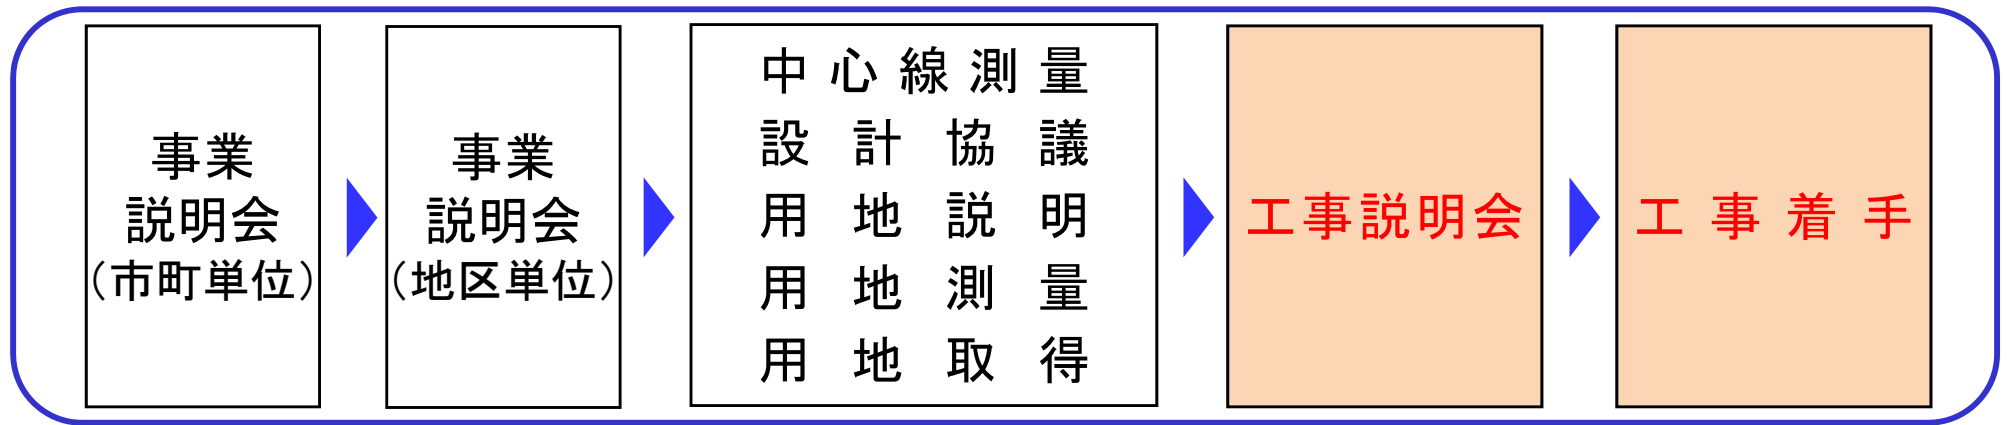 事業
説明会
（市町単位）
事業
説明会
（地区単位）
中心線測量
設計協議
用地説明
用地測量
用地取得
工事説明会
工事着手